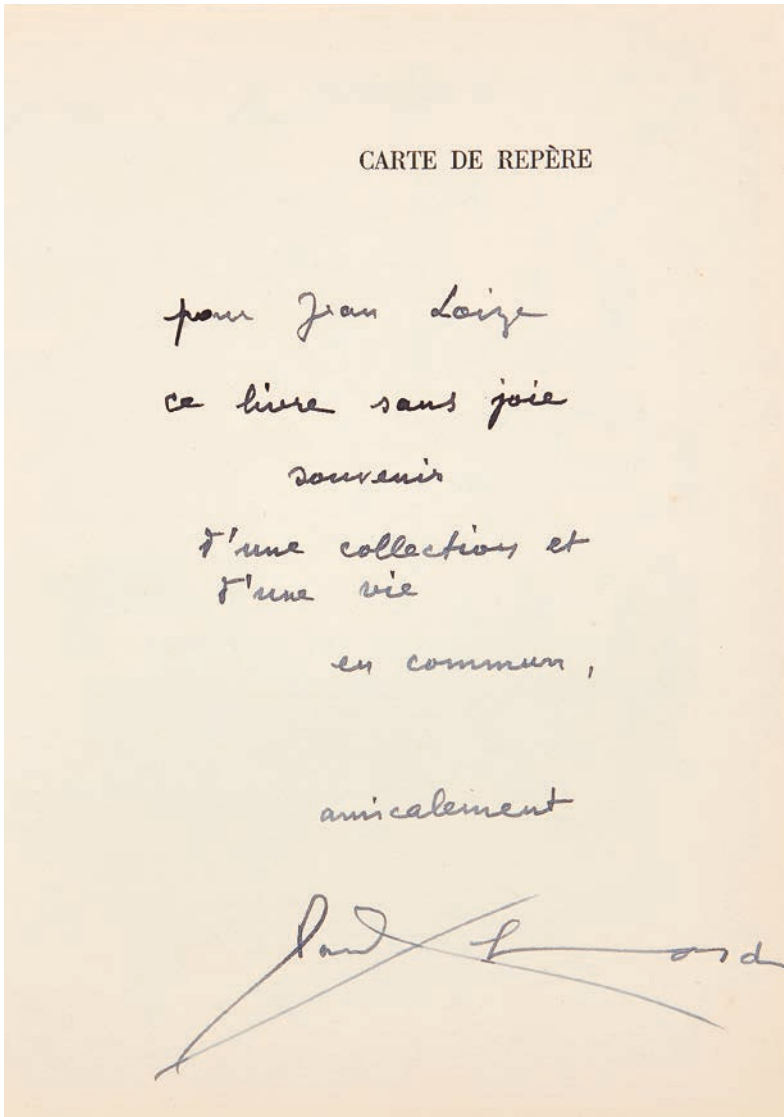 CARTE DE REPÈRE
pour Jean Loize
ce livre sans joie
souvenir
d'une collection et
d'une vie
en commun,
amicalement
Paul